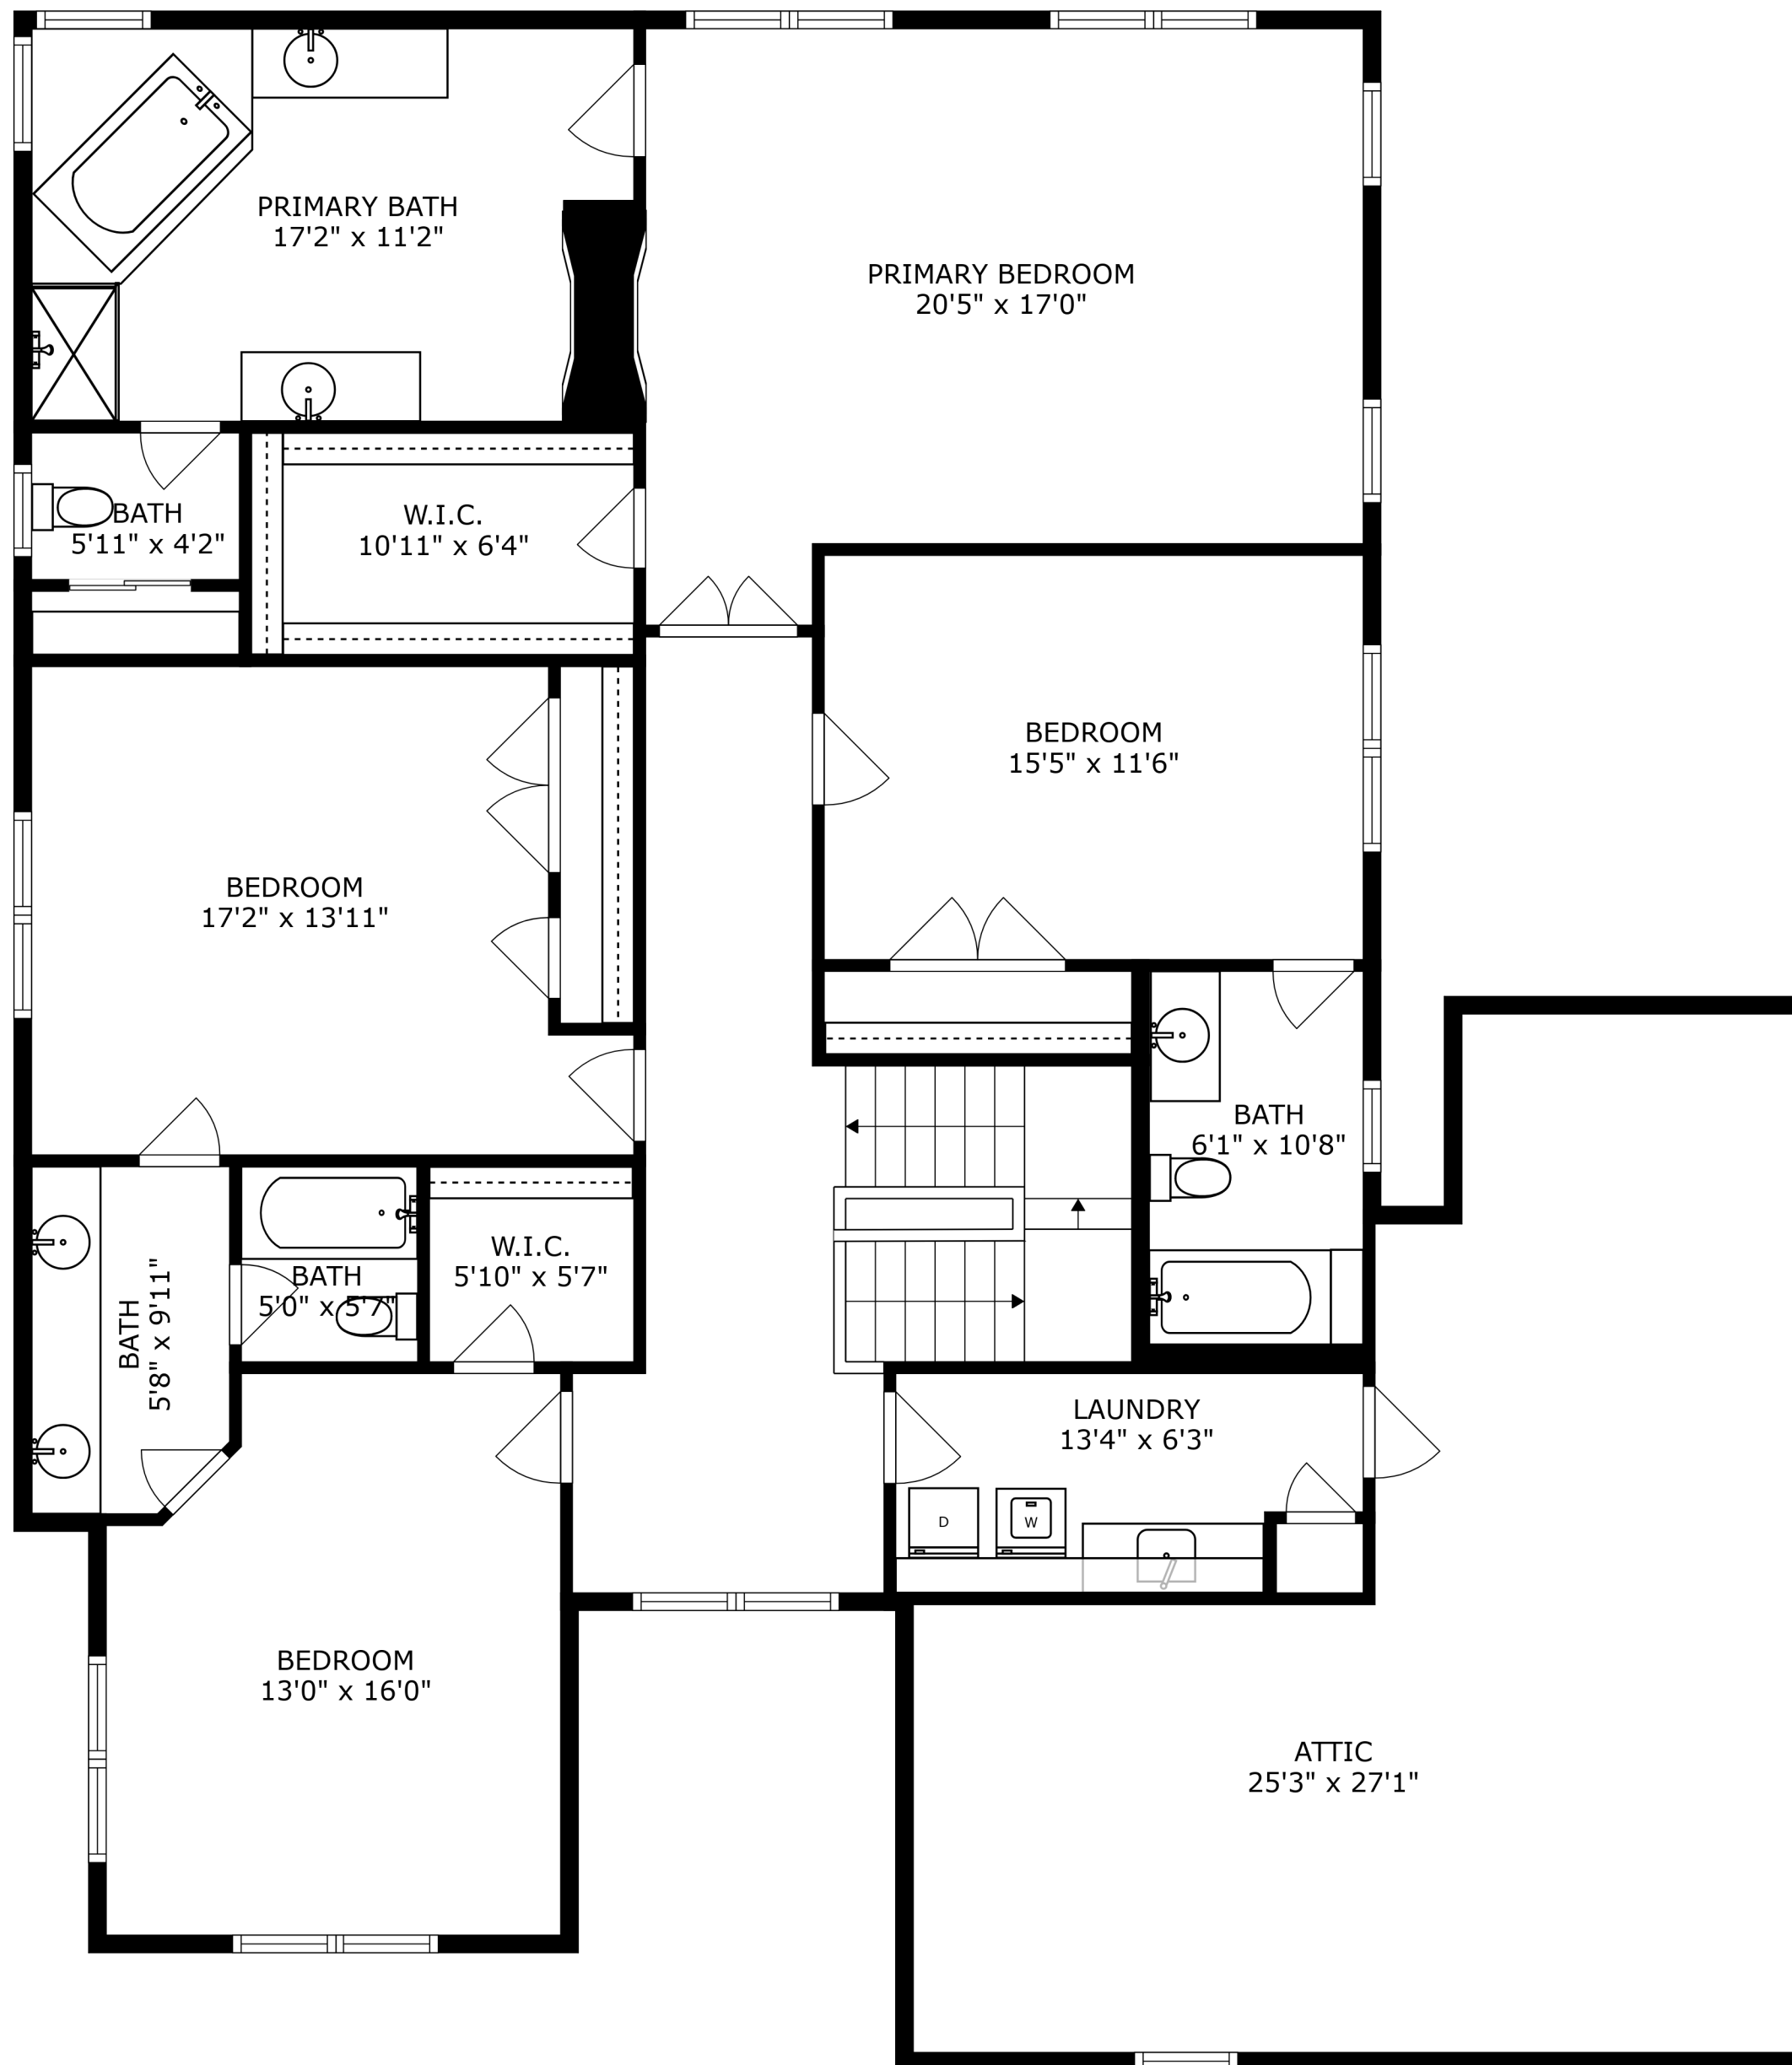 PRIMARY BATH
17'2" x 11'2"
PRIMARY BEDROOM
20'5" x 17'0"
BATH
5'11" x 4'2"
W.I.C.
10'11" x 6'4"
BEDROOM
15'5" x 11'6"
BEDROOM
17'2" x 13'11"
BATH
6'1" x 10'8"
W.I.C.
5'10" x 5'7"
BATH
5'0" x 5'7"
BATH
5'8" x 9'11"
LAUNDRY
13'4" x 6'3"
D
W
BEDROOM
13'0" x 16'0"
ATTIC
25'3" x 27'1"